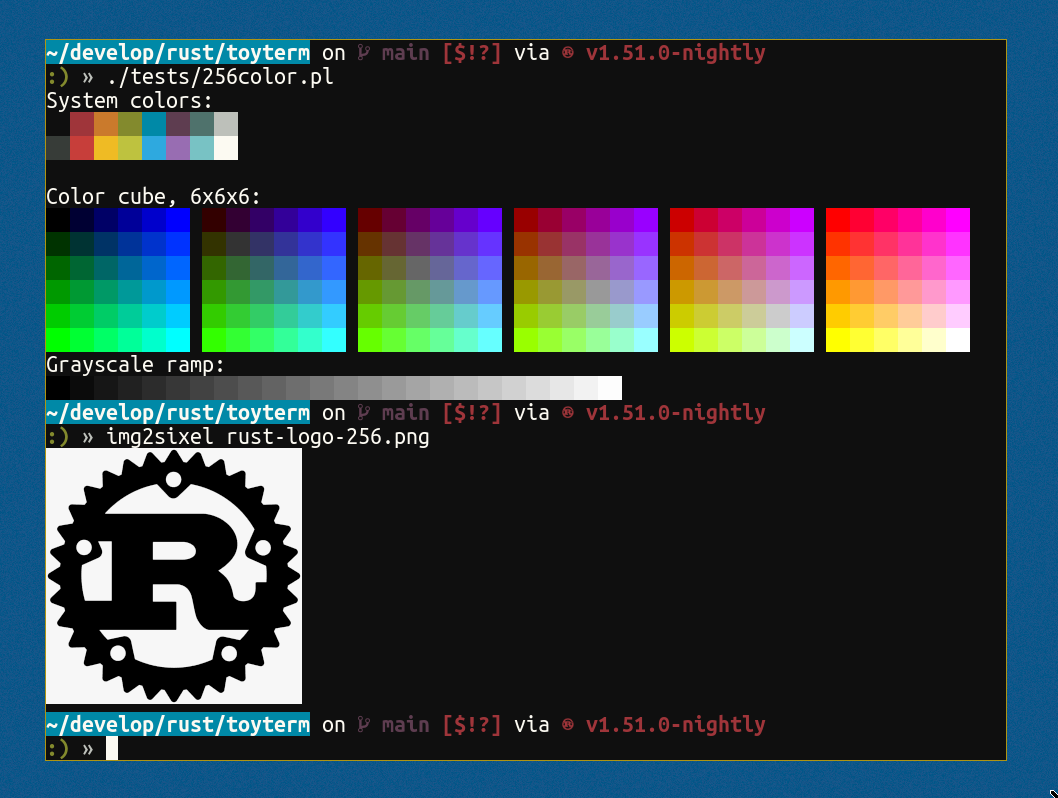 ~/develop/rust/toyterm on  main [$!?] via  v1.51.0-nightly
:) » ./tests/256color.pl
System colors:
Color cube, 6x6x6:
Grayscale ramp:
~/develop/rust/toyterm on  main [$!?] via  v1.51.0-nightly
:) » img2sixel rust-logo-256.png
R
~/develop/rust/toyterm on  main [$!?] via  v1.51.0-nightly
:) »